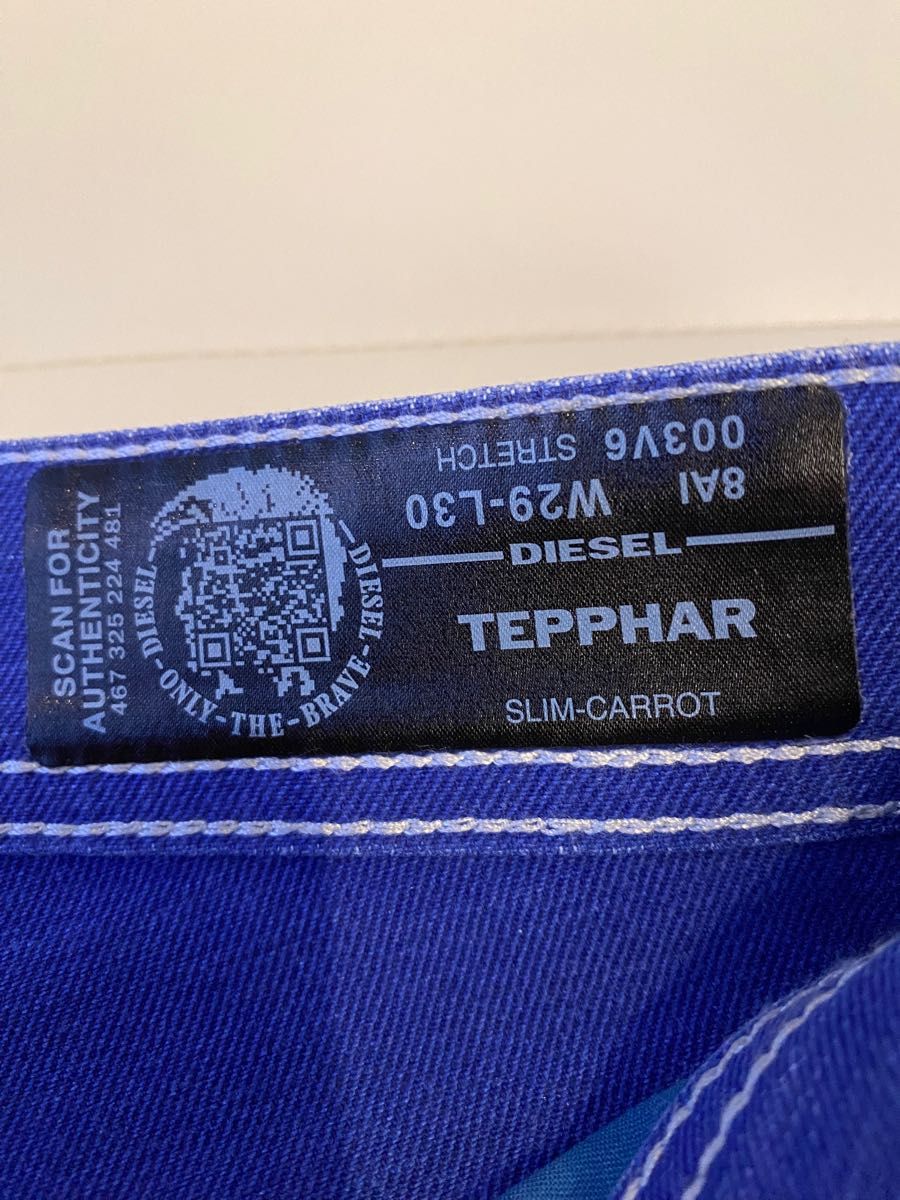 SCAN FOR
AUTHENTICITY
467 325 224 481
DIESEL-ONLY-THE-BRAVE-DIESEL
003V6 STRETCH
8AI W29-L30
DIESEL
TEPPHAR
SLIM-CARROT